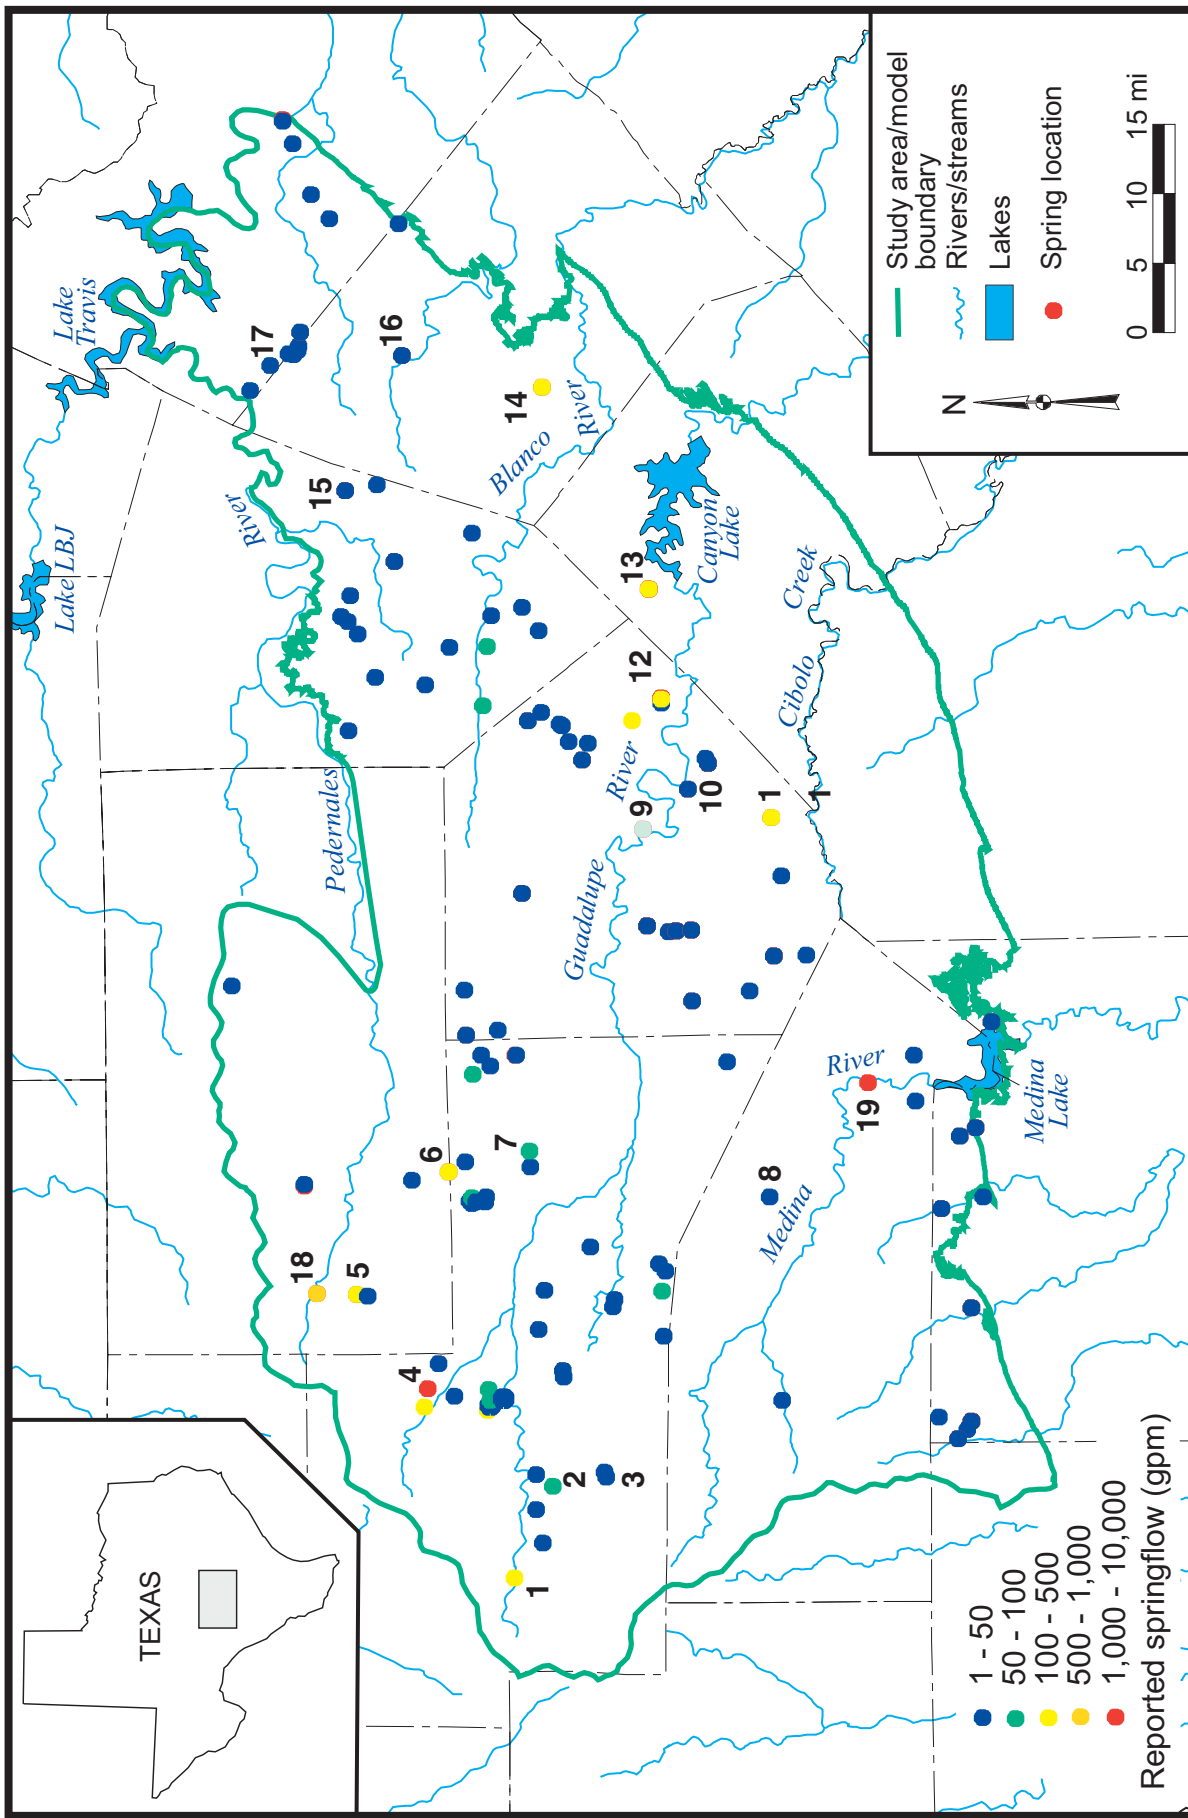 TEXAS
Lake LBJ
Lake
Travis
Pedernales
River
Blanco
River
Guadalupe
River
Canyon
Lake
Cibolo
Creek
Medina
River
Medina
Lake
1
2
3
4
5
6
7
8
9
10
1
1
12
13
14
15
16
17
18
19
1 - 50
50 - 100
100 - 500
500 - 1,000
1,000 - 10,000
Reported springflow (gpm)
Study area/model
boundary
Rivers/streams
Lakes
Spring location
N
0 5 10 15 mi